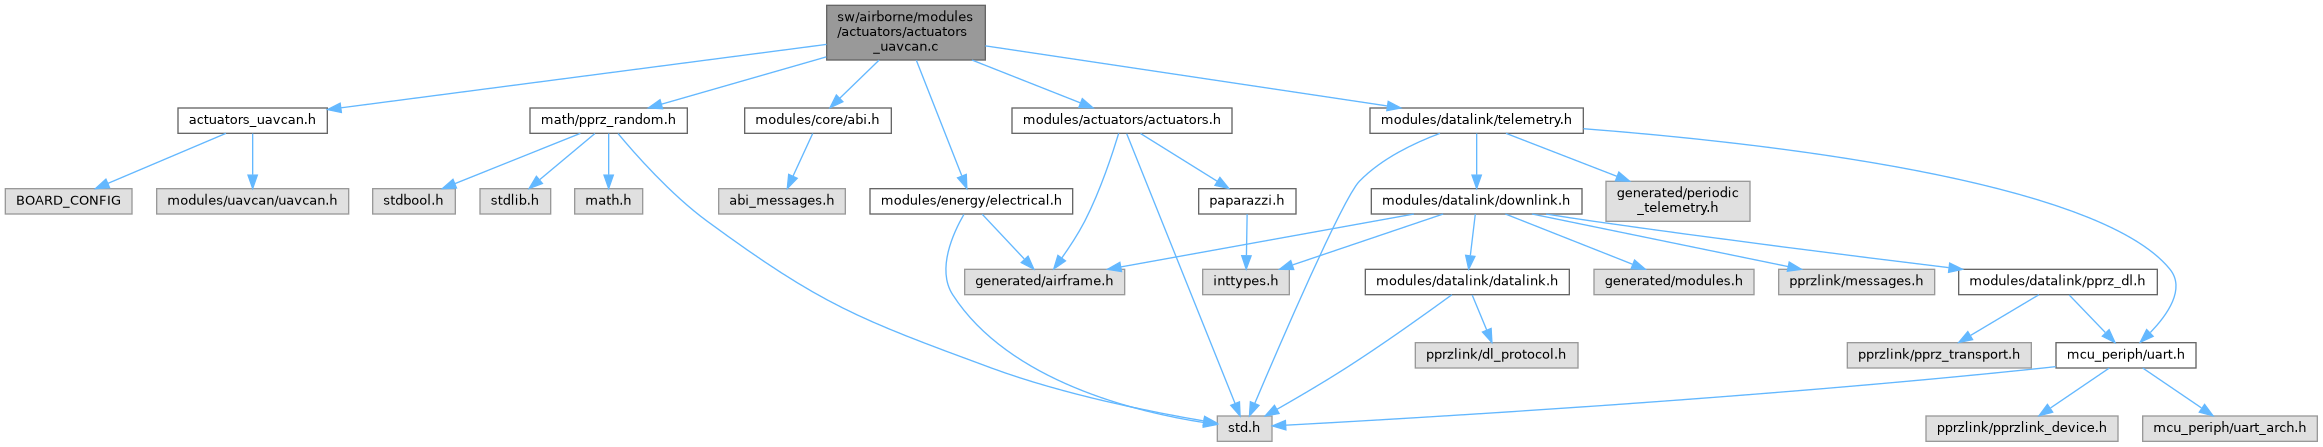 sw/airborne/modules
/actuators/actuators
_uavcan.c
actuators_uavcan.h
math/pprz_random.h
modules/core/abi.h
modules/actuators/actuators.h
modules/datalink/telemetry.h
BOARD_CONFIG
modules/uavcan/uavcan.h
stdbool.h
stdlib.h
math.h
abi_messages.h
modules/energy/electrical.h
paparazzi.h
modules/datalink/downlink.h
generated/periodic
_telemetry.h
generated/airframe.h
inttypes.h
modules/datalink/datalink.h
generated/modules.h
pprzlink/messages.h
modules/datalink/pprz_dl.h
pprzlink/dl_protocol.h
pprzlink/pprz_transport.h
mcu_periph/uart.h
std.h
pprzlink/pprzlink_device.h
mcu_periph/uart_arch.h